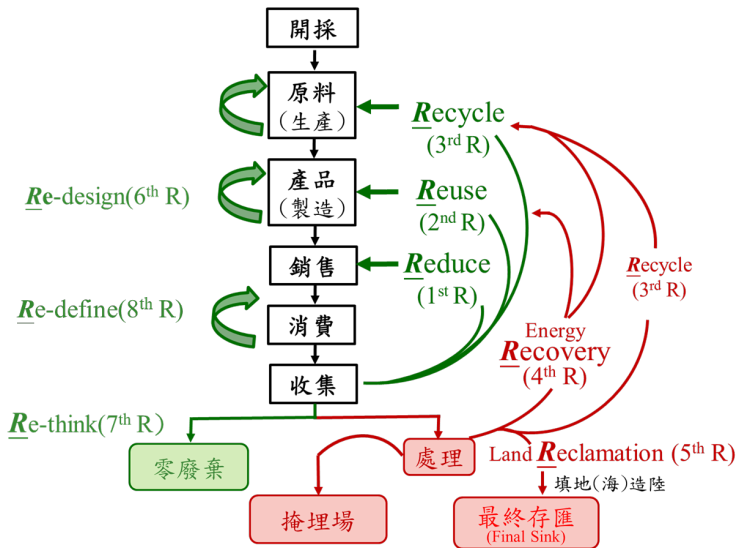 開採
原料
(生產)
Recycle
(3rd R)
產品
(製造)
Re-design(6th R)
Reuse
(2nd R)
銷售
Reduce
(1st R)
Recycle
(3rd R)
Re-define(8th R)
消費
Energy
Recovery
(4th R)
收集
Re-think(7th R)
零廢棄
處理
Land Reclamation (5th R)
填地(海)造陸
掩埋場
最終存匯
(Final Sink)